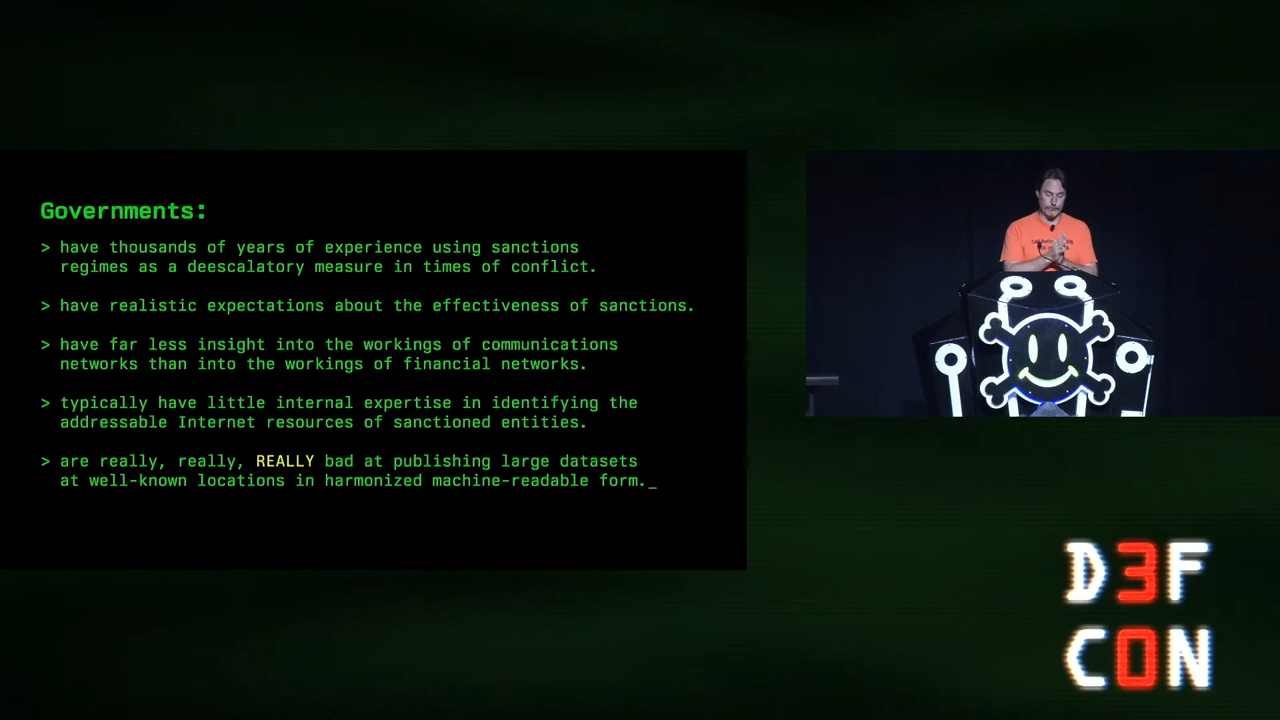 Governments:
> have thousands of years of experience using sanctions
regimes as a deescalatory measure in times of conflict.
> have realistic expectations about the effectiveness of sanctions.
> have far less insight into the workings of communications
networks than into the workings of financial networks.
> typically have little internal expertise in identifying the
addressable Internet resources of sanctioned entities.
> are really, really, REALLY bad at publishing large datasets
at well-known locations in harmonized machine-readable form._
D3F
C0N